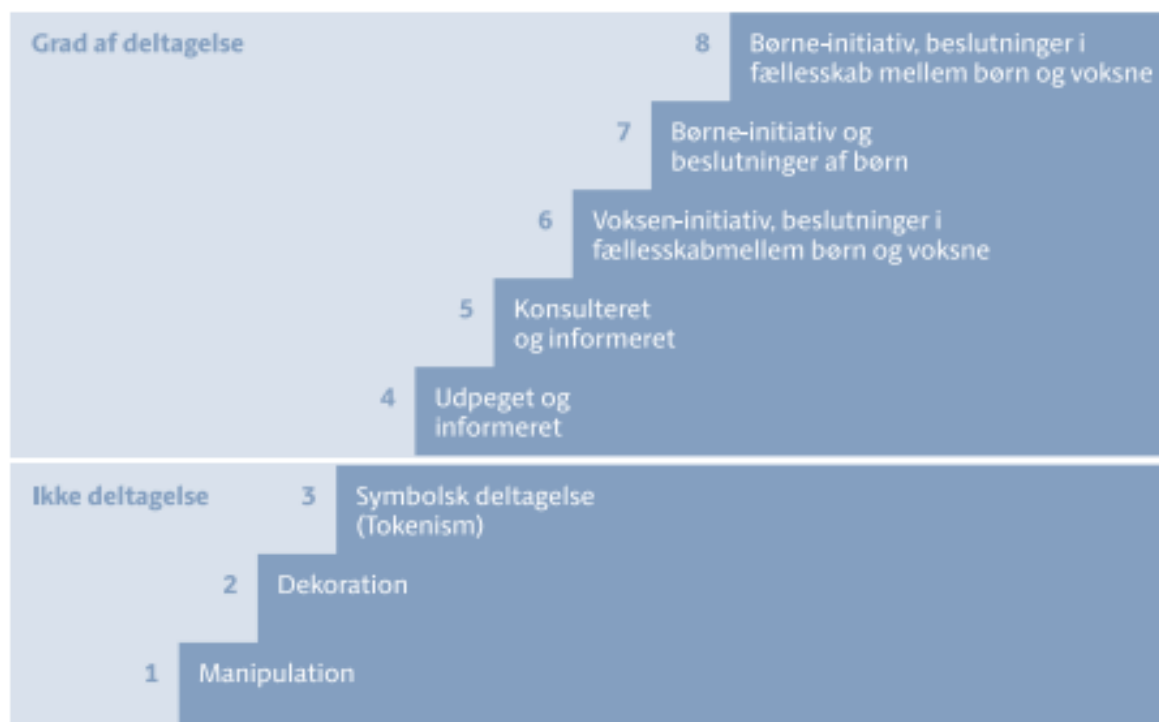 Grad af deltagelse
8
Børne-initiativ, beslutninger i
fællesskab mellem børn og voksne
7
Børne-initiativ og
beslutninger af børn
6
Voksen-initiativ, beslutninger i
fællesskabmellem børn og voksne
5
Konsulteret
og informeret
4
Udpeget og
informeret
Ikke deltagelse
3
Symbolsk deltagelse
(Tokenism)
2
Dekoration
1
Manipulation